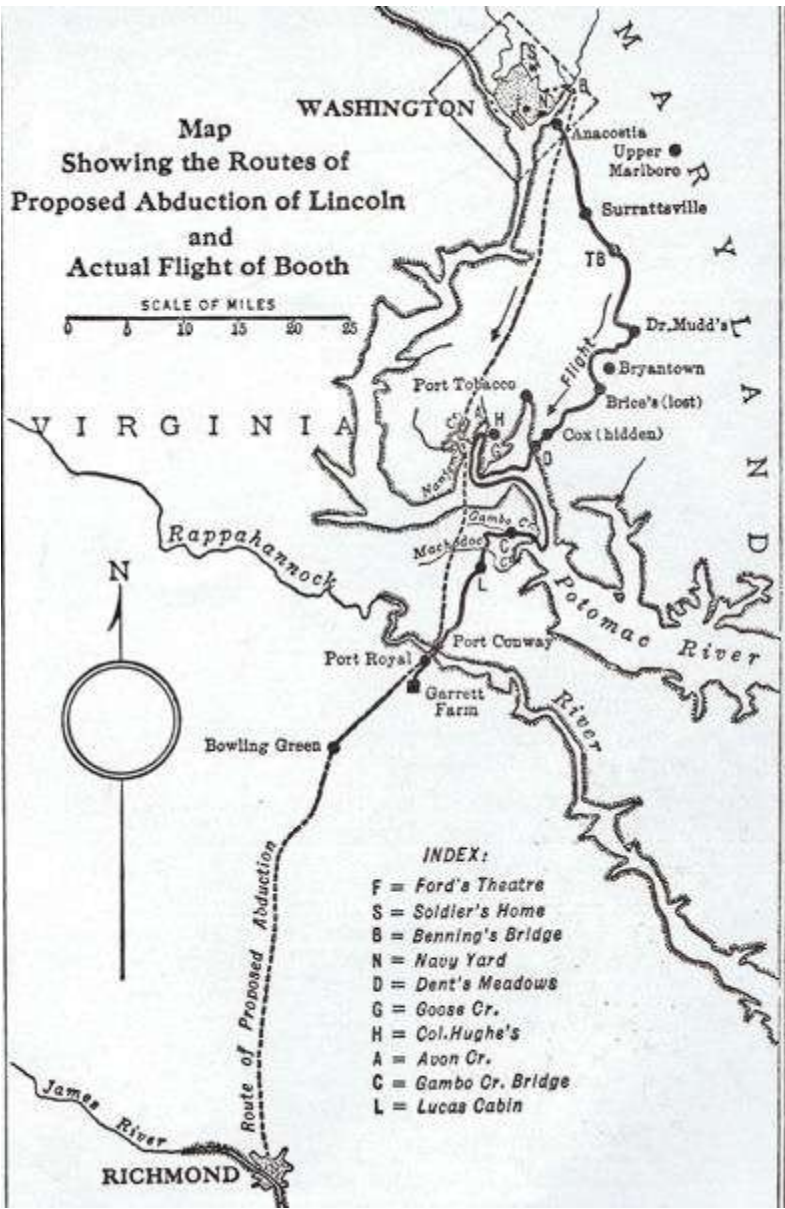 Map
Showing the Routes of
Proposed Abduction of Lincoln
and
Actual Flight of Booth
SCALE OF MILES
0 5 10 15 20 25
WASHINGTON
S
F
N
B
Anacostia
Upper
Marlboro
MARYLAND
Surrattsville
TB
Dr. Mudd's
Flight
Bryantown
Brice's (lost)
Port Tobacco
Cox (hidden)
A
H
G
D
VIRGINIA
Gambo Cr.
Machodoc
C
Cr.
L
Rappahannock
River
Potomac River
N
Port Conway
Port Royal
Garrett
Farm
Bowling Green
Route of Proposed Abduction
INDEX:
F = Ford's Theatre
S = Soldier's Home
B = Benning's Bridge
N = Navy Yard
D = Dent's Meadows
G = Goose Cr.
H = Col. Hughe's
A = Avon Cr.
C = Gambo Cr. Bridge
L = Lucas Cabin
James River
RICHMOND